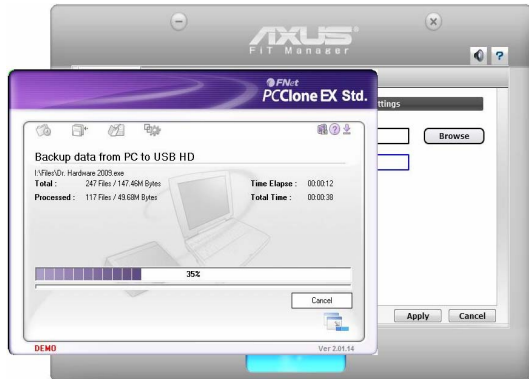 AXUS
FiT Manager
?
FNet
PCClone EX Std.
ttings
Browse
Backup data from PC to USB HD
I:\Files\Dr. Hardware 2009.exe
Total : 247 Files / 147.46M Bytes Time Elapse : 00:00:12
Processed : 117 Files / 49.68M Bytes Total Time : 00:00:38
35%
Cancel
Apply Cancel
DEMO Ver 2.01.14